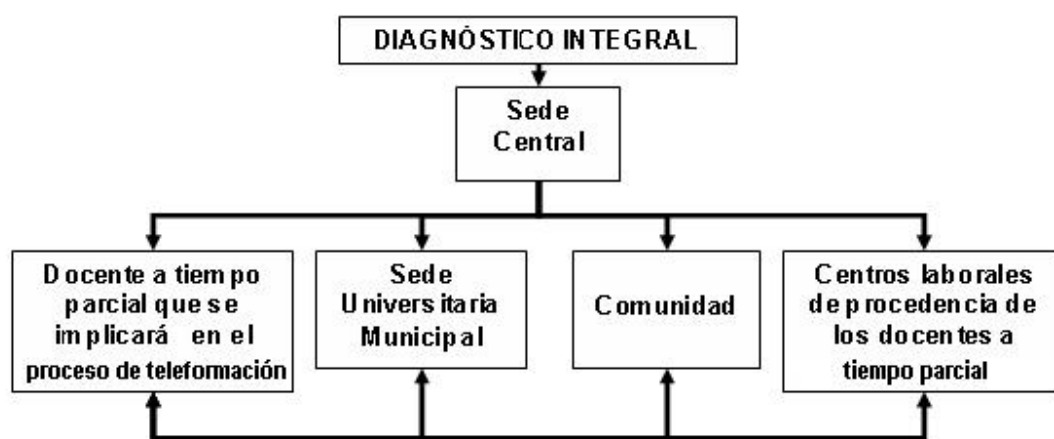 DIAGNÓSTICO INTEGRAL
Sede
Central
Docente a tiempo
parcial que se
implicará en el
proceso de teleformación
Sede
Universitaria
Municipal
Comunidad
Centros laborales
de procedencia de
los docentes a
tiempo parcial